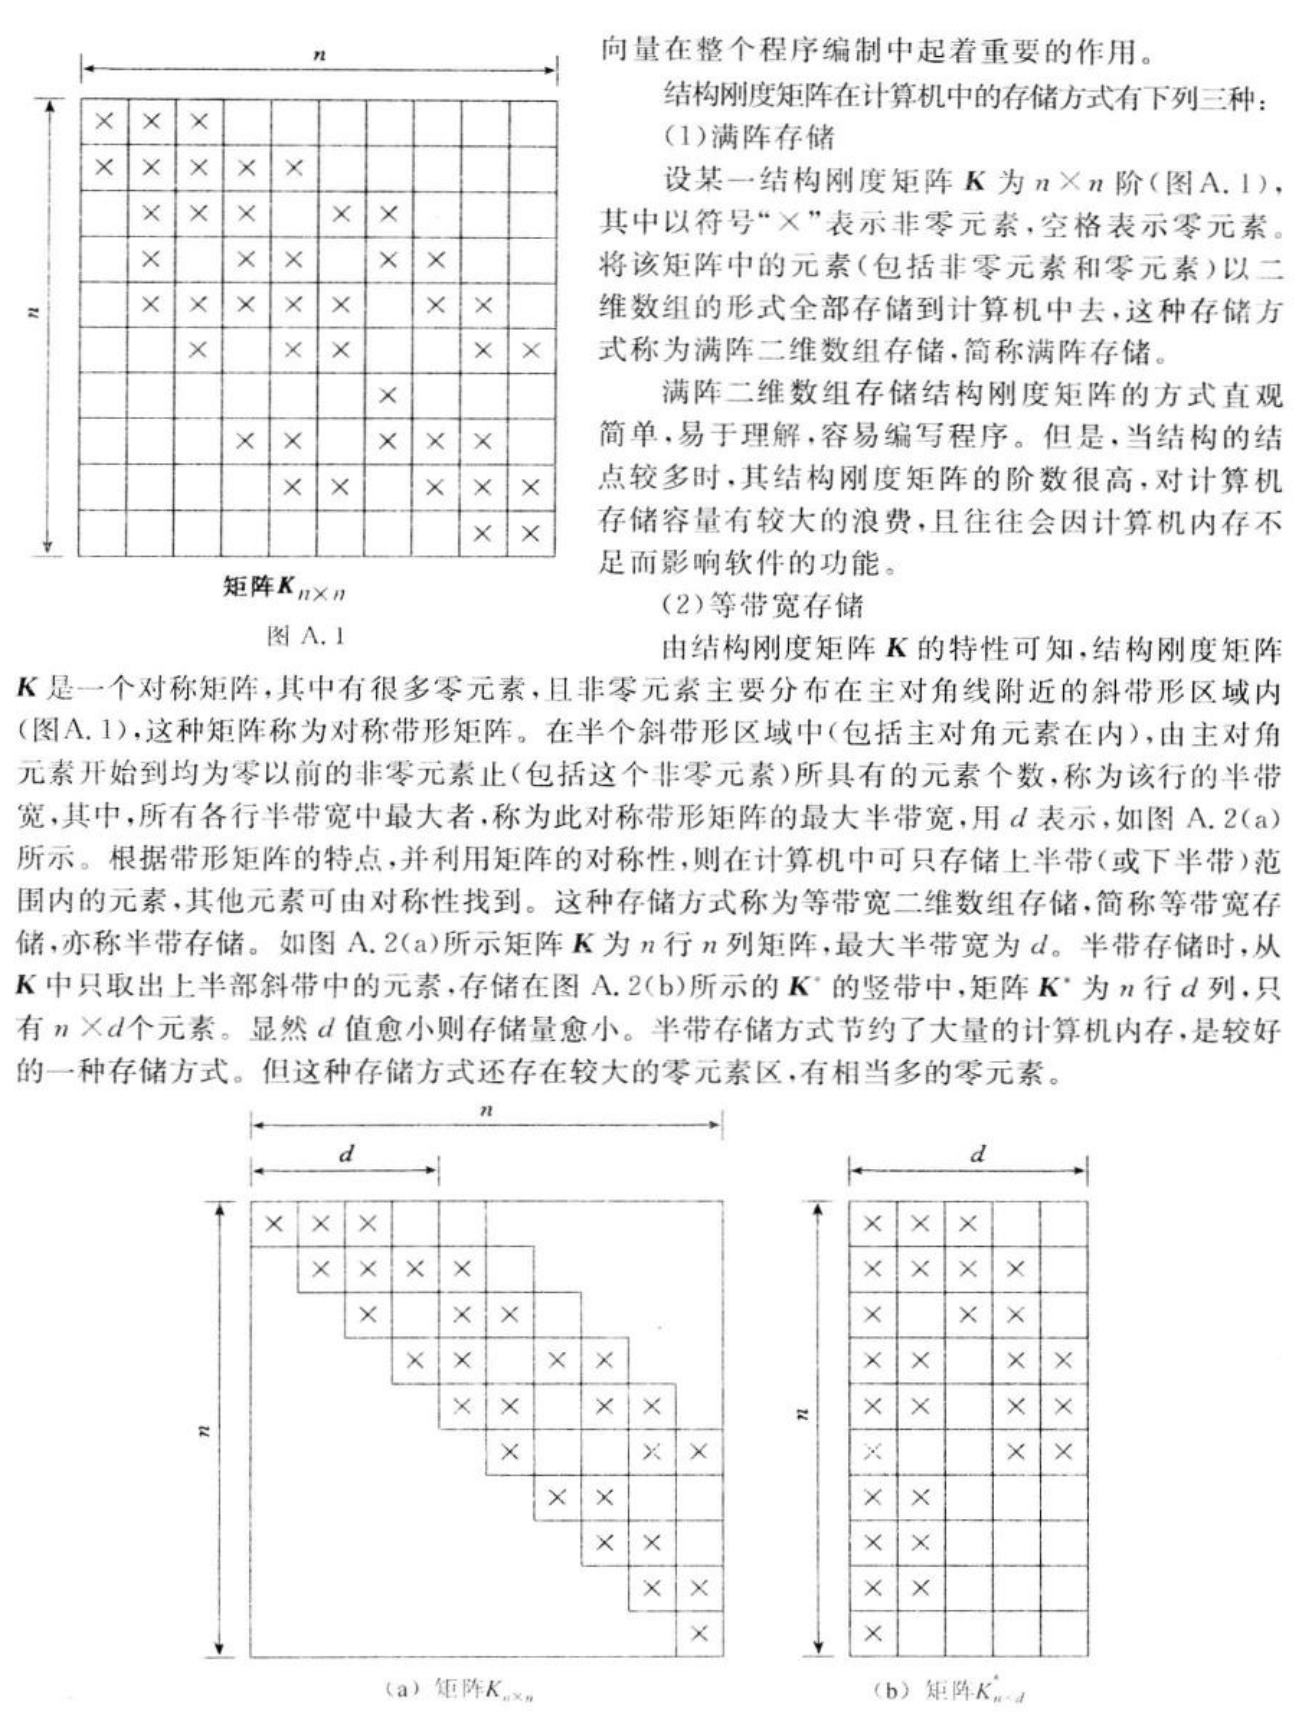 向量在整个程序编制中起着重要的作用。
结构刚度矩阵在计算机中的存储方式有下列三种:
(1)满阵存储
设某一结构刚度矩阵 K 为 n×n 阶(图A.1),
其中以符号“×”表示非零元素,空格表示零元素。
将该矩阵中的元素(包括非零元素和零元素)以二
维数组的形式全部存储到计算机中去,这种存储方
式称为满阵二维数组存储,简称满阵存储。
满阵二维数组存储结构刚度矩阵的方式直观
简单,易于理解,容易编写程序。但是,当结构的结
点较多时,其结构刚度矩阵的阶数很高,对计算机
存储容量有较大的浪费,且往往会因计算机内存不
足而影响软件的功能。
(2)等带宽存储
由结构刚度矩阵 K 的特性可知,结构刚度矩阵
n
n
× × ×
× × × × ×
× × × × ×
× × × × ×
× × × × × × ×
× × × × ×
×
× × × × ×
× × × × ×
× ×
矩阵K n×n
图 A.1
K 是一个对称矩阵,其中有很多零元素,且非零元素主要分布在主对角线附近的斜带形区域内
(图A.1),这种矩阵称为对称带形矩阵。在半个斜带形区域中(包括主对角元素在内),由主对角
元素开始到均为零以前的非零元素止(包括这个非零元素)所具有的元素个数,称为该行的半带
宽,其中,所有各行半带宽中最大者,称为此对称带形矩阵的最大半带宽,用 d 表示,如图 A.2(a)
所示。根据带形矩阵的特点,并利用矩阵的对称性,则在计算机中可只存储上半带(或下半带)范
围内的元素,其他元素可由对称性找到。这种存储方式称为等带宽二维数组存储,简称等带宽存
储,亦称半带存储。如图 A.2(a)所示矩阵 K 为 n 行 n 列矩阵,最大半带宽为 d。半带存储时,从
K 中只取出上半部斜带中的元素,存储在图 A.2(b)所示的 K* 的竖带中,矩阵 K* 为 n 行 d 列,只
有 n×d个元素。显然 d 值愈小则存储量愈小。半带存储方式节约了大量的计算机内存,是较好
的一种存储方式。但这种存储方式还存在较大的零元素区,有相当多的零元素。
n
d
n
× × ×
× × × ×
× × ×
× × × ×
× × × ×
× × ×
× ×
× ×
× ×
×
(a) 矩阵K n×n
d
n
× × ×
× × × ×
× × ×
× × × ×
× × × ×
× × ×
× ×
× ×
× ×
×
(b) 矩阵K* n×d